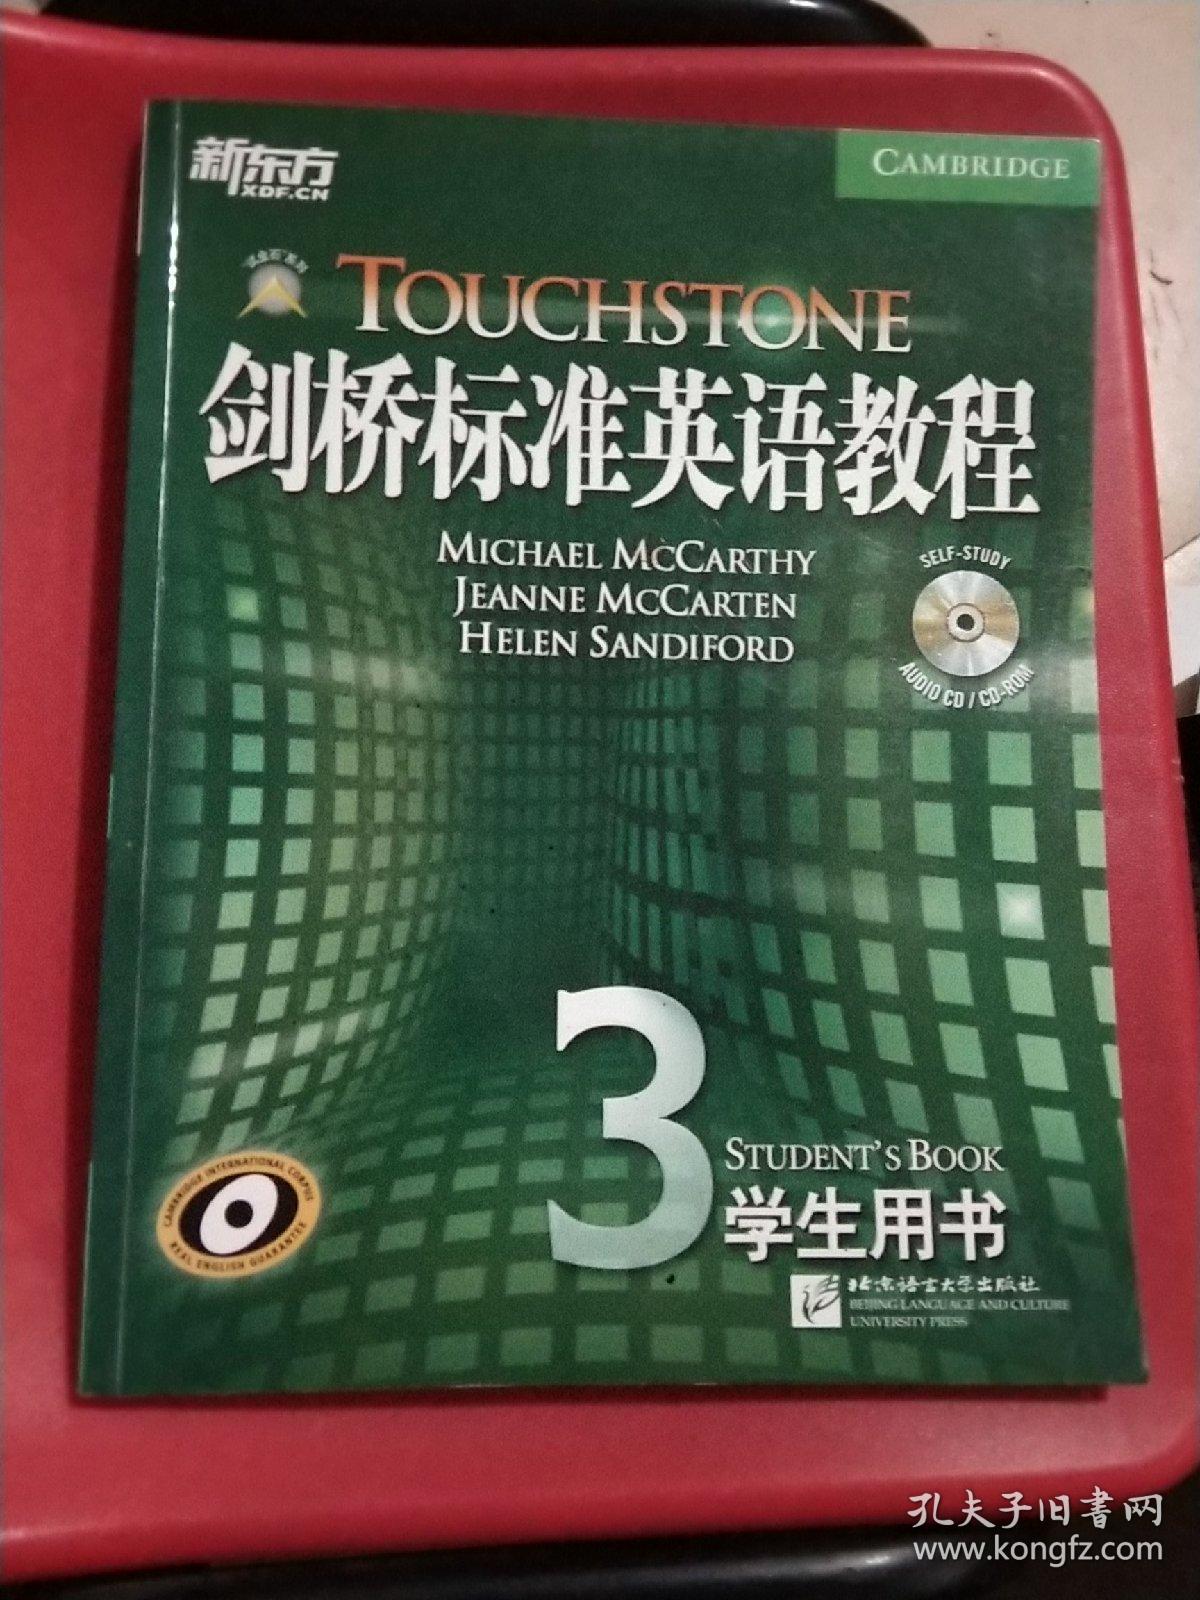 新东方
XDF.CN
CAMBRIDGE
TOUCHSTONE
剑桥标准英语教程
MICHAEL MCCARTHY
JEANNE MCCARTEN
HELEN SANDIFORD
SELF-STUDY
AUDIO CD / CD-ROM
3
STUDENT'S BOOK
学生用书
CAMBRIDGE INTERNATIONAL CORPUS
REAL ENGLISH GUARANTEE
北京语言大学出版社
BEIJING LANGUAGE AND CULTURE
UNIVERSITY PRESS
孔夫子旧書网
www.kongfz.com